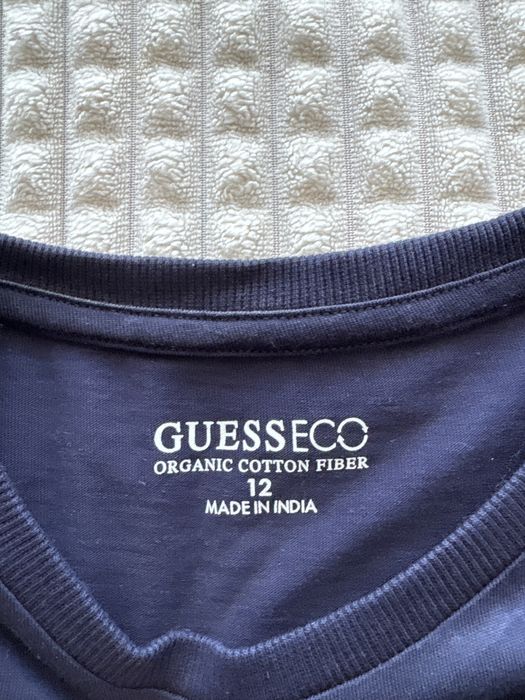 GUESSECO
ORGANIC COTTON FIBER
12
MADE IN INDIA